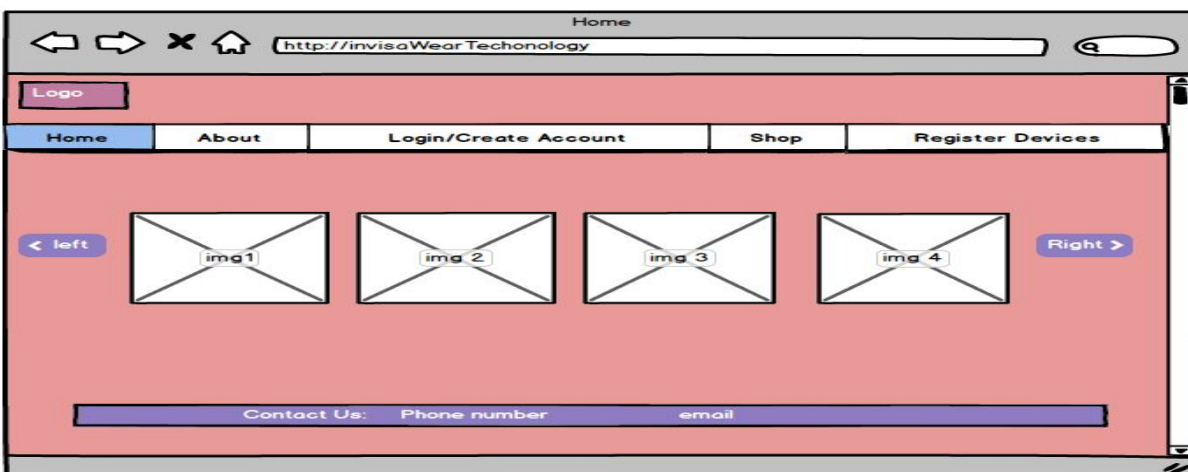 Home
http://invisaWearTechonology
Logo
Home About Login/Create Account Shop Register Devices
< left img1 img 2 img 3 img 4 Right >
Contact Us: Phone number email